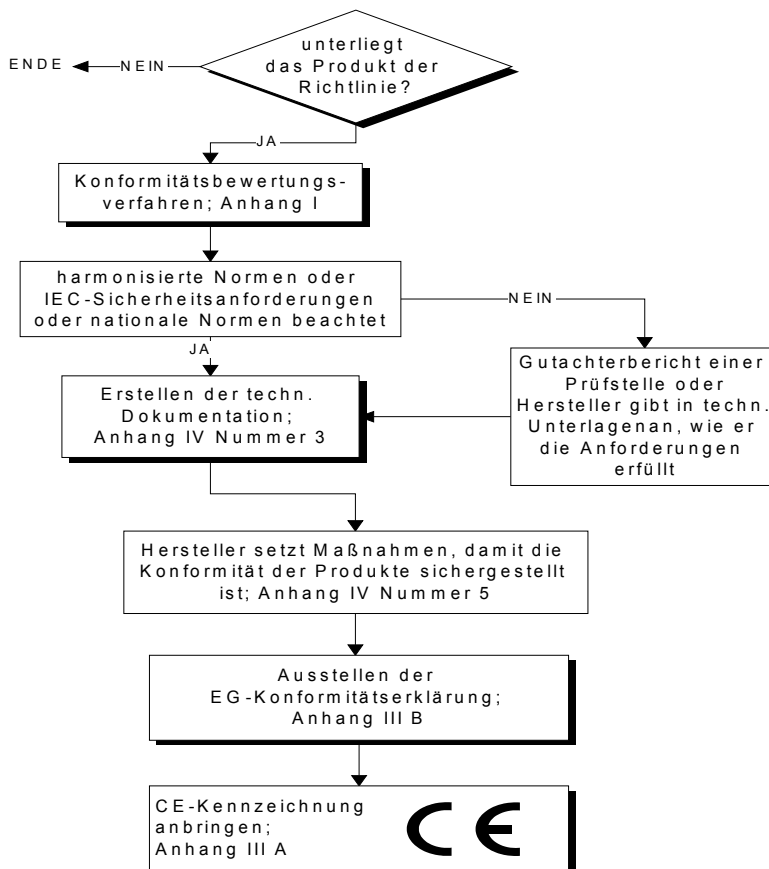 unterliegt
das Produkt der
Richtlinie?
ENDE
NEIN
JA
Konformitätsbewertungs-
verfahren; Anhang I
harmonisierte Normen oder
IEC-Sicherheitsanforderungen
oder nationale Normen beachtet
NEIN
JA
Gutachterbericht einer
Prüfstelle oder
Hersteller gibt in techn.
Unterlagenan, wie er
die Anforderungen
erfüllt
Erstellen der techn.
Dokumentation;
Anhang IV Nummer 3
Hersteller setzt Maßnahmen, damit die
Konformität der Produkte sichergestellt
ist; Anhang IV Nummer 5
Ausstellen der
EG-Konformitätserklärung;
Anhang III B
CE-Kennzeichnung
anbringen;
Anhang III A
CE